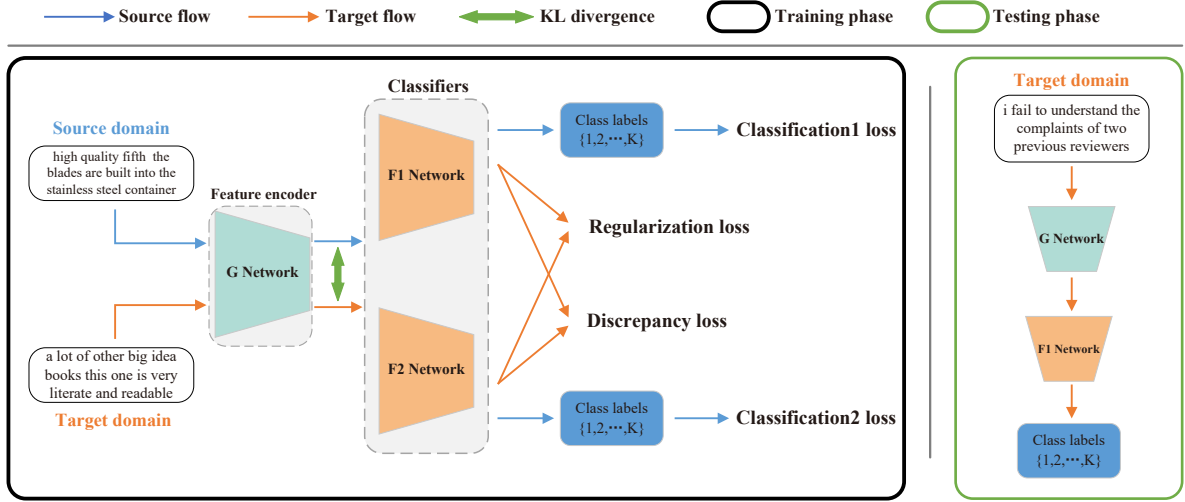 Source flow
Target flow
KL divergence
Training phase
Testing phase
Classifiers
Source domain
high quality fifth the
blades are built into the
stainless steel container
Feature encoder
G Network
a lot of other big idea
books this one is very
literate and readable
Target domain
F1 Network
F2 Network
Class labels
{1,2,⋯,K}
Classification1 loss
Regularization loss
Discrepancy loss
Class labels
{1,2,⋯,K}
Classification2 loss
Target domain
i fail to understand the
complaints of two
previous reviewers
G Network
F1 Network
Class labels
{1,2,⋯,K}